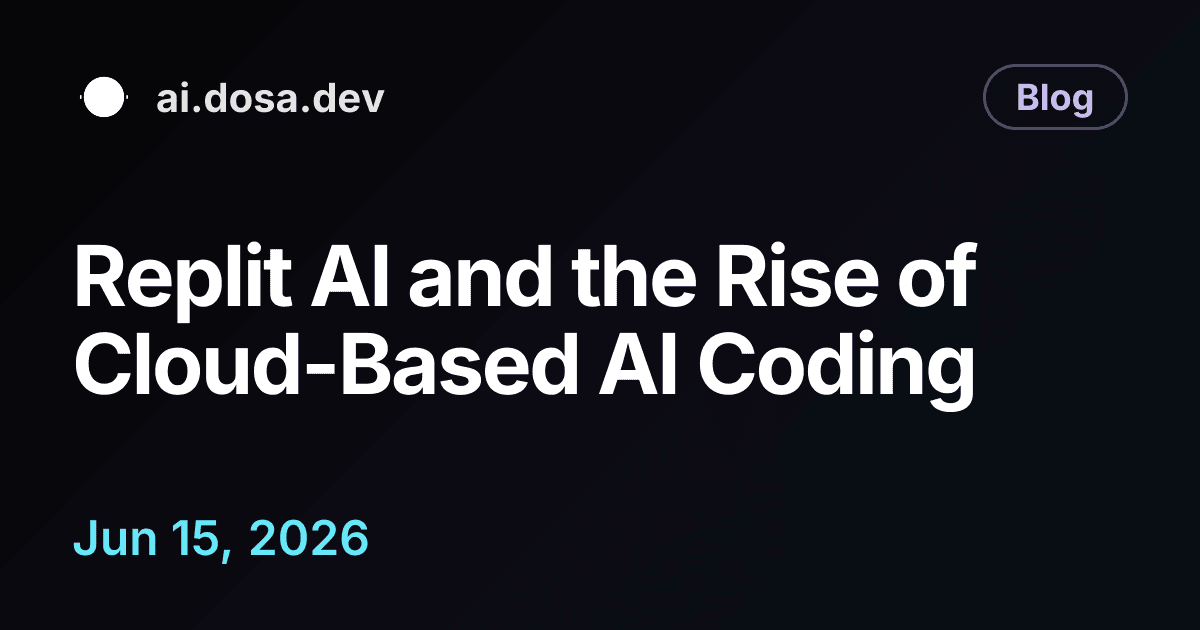 ai.dosa.dev
Blog
Replit AI and the Rise of
Cloud-Based AI Coding
Jun 15, 2026